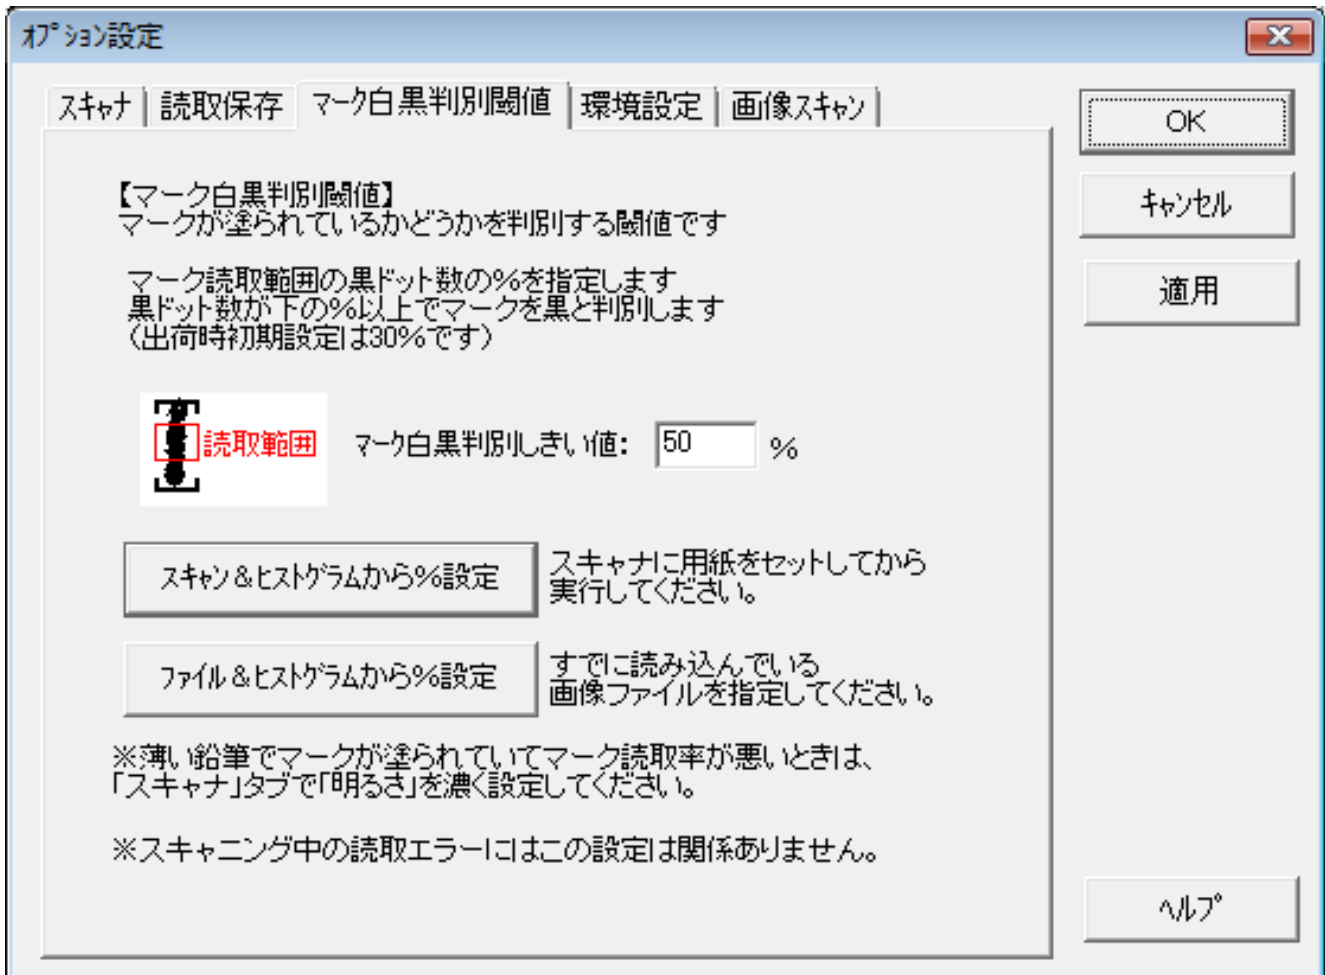 ｵﾌﾟｼｮﾝ設定
ｽｷｬﾅ 読取保存 ﾏｰｸ白黒判別閾値 環境設定 画像ｽｷｬﾝ
OK
ｷｬﾝｾﾙ
適用
【マーク白黒判別閾値】
マークが塗られているかどうかを判別する閾値です
マーク読取範囲の黒ドット数の%を指定します
黒ドット数が下の%以上でマークを黒と判別します
（出荷時初期設定は30%です）
読取範囲 ﾏｰｸ白黒判別しきい値: 50 %
ｽｷｬﾝ&ﾋｽﾄｸﾞﾗﾑから%設定
スキャナに用紙をセットしてから
実行してください。
ﾌｧｲﾙ&ﾋｽﾄｸﾞﾗﾑから%設定
すでに読み込んでいる
画像ファイルを指定してください。
※薄い鉛筆でマークが塗られていてマーク読取率が悪いときは、
「スキャナ」タブで「明るさ」を濃く設定してください。
※スキャニング中の読取エラーにはこの設定は関係ありません。
ﾍﾙﾌﾟ